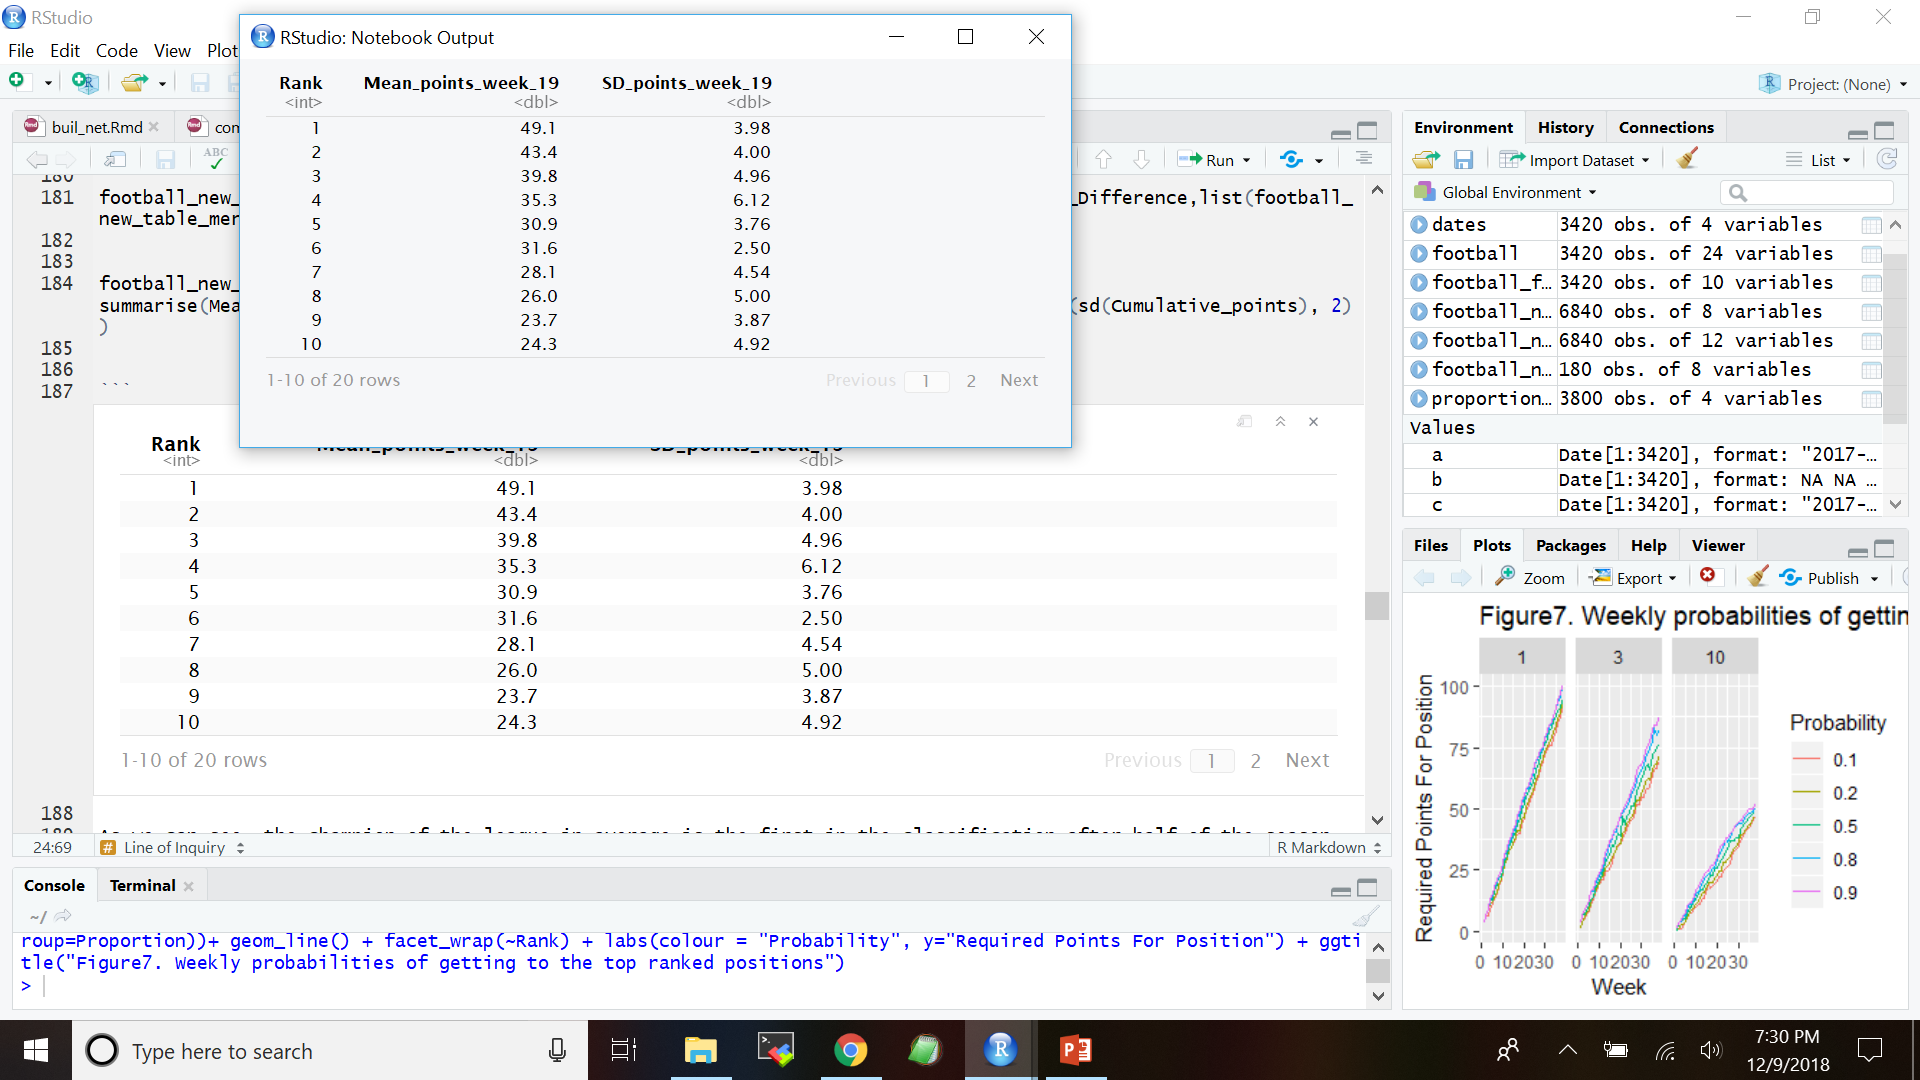 RStudio
File Edit Code View Plot
RStudio: Notebook Output
Project: (None)
Rank Mean_points_week_19 SD_points_week_19
<int> <dbl> <dbl>
1 49.1 3.98
2 43.4 4.00
3 39.8 4.96
4 35.3 6.12
5 30.9 3.76
6 31.6 2.50
7 28.1 4.54
8 26.0 5.00
9 23.7 3.87
10 24.3 4.92
1-10 of 20 rows Previous 1 2 Next
buil_net.Rmd con
ABC
Run
181 football_new_ _Difference,list(football_
new_table_mer
182
183
184 football_new_
summarise(Mea (sd(Cumulative_points), 2)
)
185
186
187 ```
Rank
<int> <dbl> <dbl>
1 49.1 3.98
2 43.4 4.00
3 39.8 4.96
4 35.3 6.12
5 30.9 3.76
6 31.6 2.50
7 28.1 4.54
8 26.0 5.00
9 23.7 3.87
10 24.3 4.92
1-10 of 20 rows Previous 1 2 Next
188
24:69 # Line of Inquiry R Markdown
Console Terminal
~/
roup=Proportion))+ geom_line() + facet_wrap(~Rank) + labs(colour = "Probability", y="Required Points For Position") + ggti
tle("Figure7. Weekly probabilities of getting to the top ranked positions")
>
Environment History Connections
Import Dataset List
Global Environment
dates 3420 obs. of 4 variables
football 3420 obs. of 24 variables
football_f… 3420 obs. of 10 variables
football_n… 6840 obs. of 8 variables
football_n… 6840 obs. of 12 variables
football_n… 180 obs. of 8 variables
proportion… 3800 obs. of 4 variables
Values
a Date[1:3420], format: "2017-…
b Date[1:3420], format: NA NA …
c Date[1:3420], format: "2017-…
Files Plots Packages Help Viewer
Zoom Export Publish
Figure7. Weekly probabilities of gettin
1 3 10
Required Points For Position
100
75
50
25
0
0 10 20 30 0 10 20 30 0 10 20 30
Week
Probability
0.1
0.2
0.5
0.8
0.9
Type here to search
7:30 PM
12/9/2018